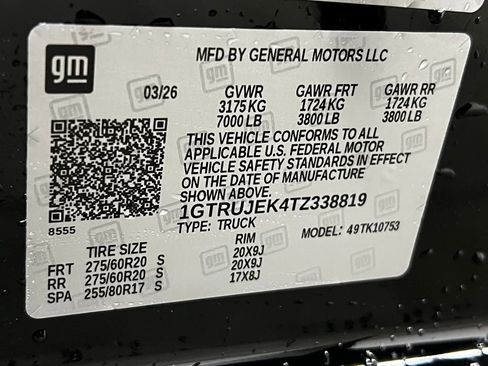 gm
MFD BY GENERAL MOTORS LLC
03/26 GVWR GAWR FRT GAWR RR
3175 KG 1724 KG 1724 KG
7000 LB 3800 LB 3800 LB
THIS VEHICLE CONFORMS TO ALL
APPLICABLE U.S. FEDERAL MOTOR
VEHICLE SAFETY STANDARDS IN EFFECT
ON THE DATE OF MANUFACTURE
SHOWN ABOVE.
1GTRUJEK4TZ338819
8555 TYPE: TRUCK MODEL: 49TK10753
TIRE SIZE RIM
FRT 275/60R20 S 20X9J
RR 275/60R20 S 20X9J
SPA 255/80R17 S 17X8J